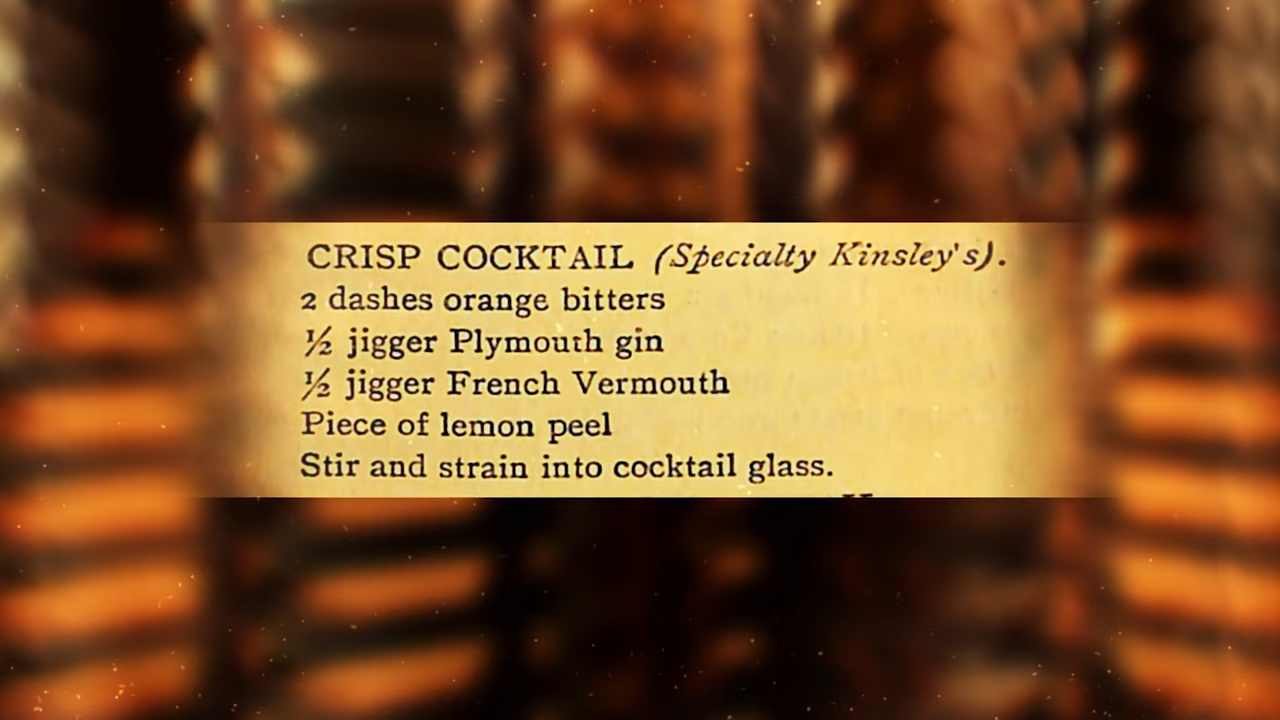 CRISP COCKTAIL (Specialty Kinsley's).
2 dashes orange bitters
½ jigger Plymouth gin
½ jigger French Vermouth
Piece of lemon peel
Stir and strain into cocktail glass.